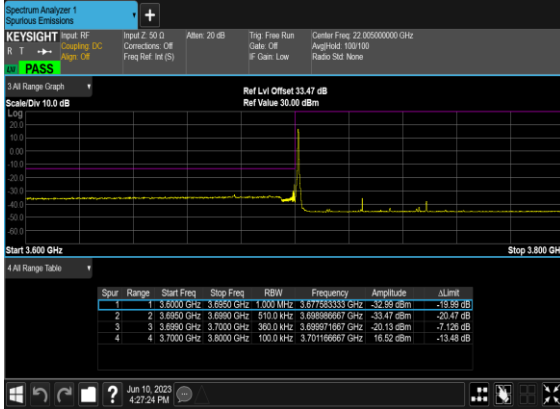 Spectrum Analyzer 1
Spurious Emissions
+
KEYSIGHT Input: RF Input Z: 50 Ω Atten: 20 dB Trig: Free Run Center Freq: 22.005000000 GHz
R T Coupling: DC Corrections: Off Gate: Off Avg|Hold: 100/100
Align: Off Freq Ref: Int (S) IF Gain: Low Radio Std: None
PASS
3 All Range Graph
Ref Lvl Offset 33.47 dB
Scale/Div 10.0 dB Ref Value 30.00 dBm
Log
20.0
10.0
0.00
-10.0
-20.0
-30.0
-40.0
-50.0
-60.0
Start 3.600 GHz Stop 3.800 GH
4 All Range Table
Spur Range Start Freq Stop Freq RBW Frequency Amplitude ΔLimit
1 1 3.6000 GHz 3.6950 GHz 1.000 MHz 3.677583333 GHz -32.99 dBm -19.99 dB
2 2 3.6950 GHz 3.6990 GHz 510.0 kHz 3.698986667 GHz -33.47 dBm -20.47 dB
3 3 3.6990 GHz 3.7000 GHz 360.0 kHz 3.699971667 GHz -20.13 dBm -7.126 dB
4 4 3.7000 GHz 3.8000 GHz 100.0 kHz 3.701166667 GHz 16.52 dBm -13.48 dB
? Jun 10, 2023
4:27:24 PM